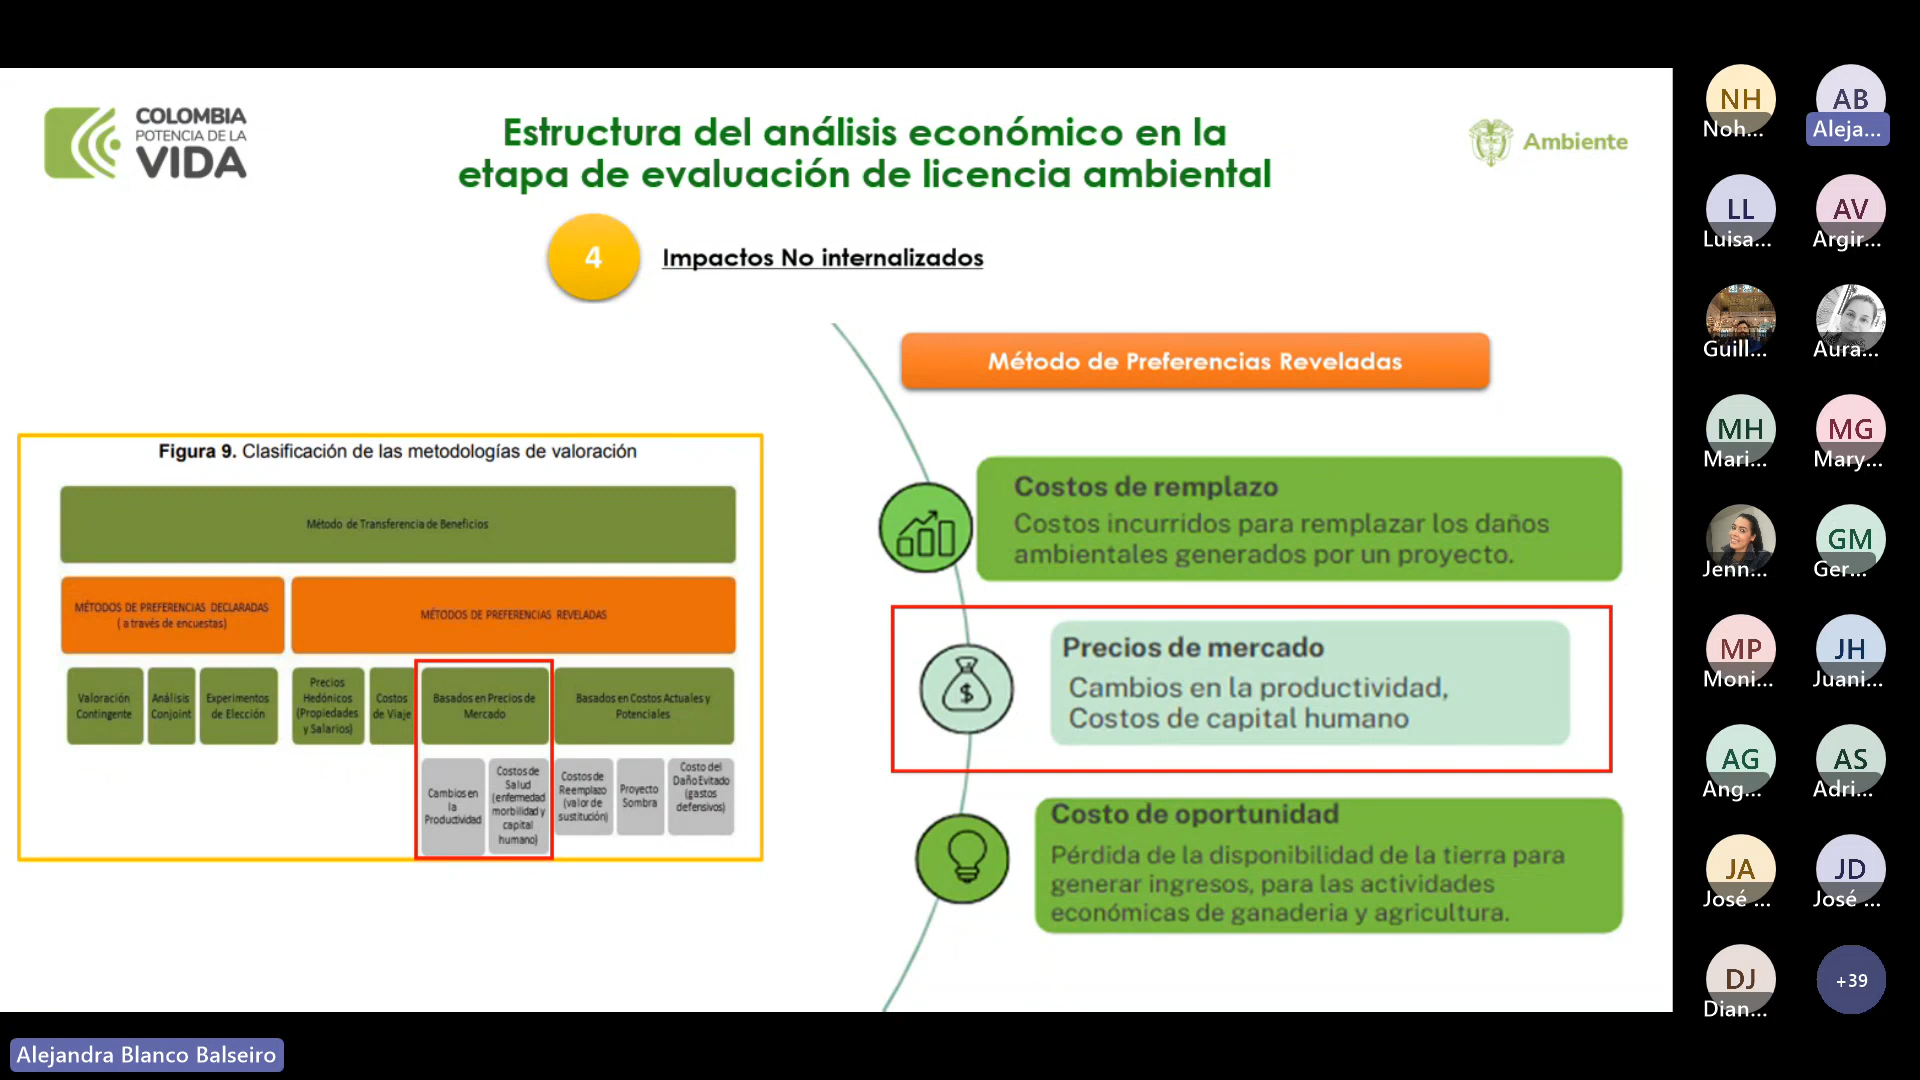 COLOMBIA
POTENCIA DE LA
VIDA
Estructura del análisis económico en la
etapa de evaluación de licencia ambiental
Ambiente
4
Impactos No internalizados
Método de Preferencias Reveladas
Figura 9. Clasificación de las metodologías de valoración
Método de Transferencia de Beneficios
MÉTODOS DE PREFERENCIAS DECLARADAS
( a través de encuestas)
MÉTODOS DE PREFERENCIAS REVELADAS
Valoración
Contingente
Análisis
Conjoint
Experimentos
de Elección
Precios
Hedónicos
(Propiedades
y Salarios)
Costos
de Viaje
Basados en Precios de
Mercado
Basados en Costos Actuales y
Potenciales
Cambios en
la
Productividad
Costos de
Salud
(enfermedad
morbilidad y
capital
humano)
Costos de
Reemplazo
(valor de
sustitución)
Proyecto
Sombra
Costo del
Daño Evitado
(gastos
defensivos)
Costos de remplazo
Costos incurridos para remplazar los daños
ambientales generados por un proyecto.
Precios de mercado
Cambios en la productividad,
Costos de capital humano
Costo de oportunidad
Pérdida de la disponibilidad de la tierra para
generar ingresos, para las actividades
económicas de ganaderia y agricultura.
NH
Noh...
AB
Aleja...
LL
Luisa...
AV
Argir...
Guill...
Aura...
MH
Mari...
MG
Mary...
Jenn...
GM
Ger...
MP
Moni...
JH
Juani...
AG
Ang...
AS
Adri...
JA
José ...
JD
José ...
DJ
Dian...
+39
Alejandra Blanco Balseiro